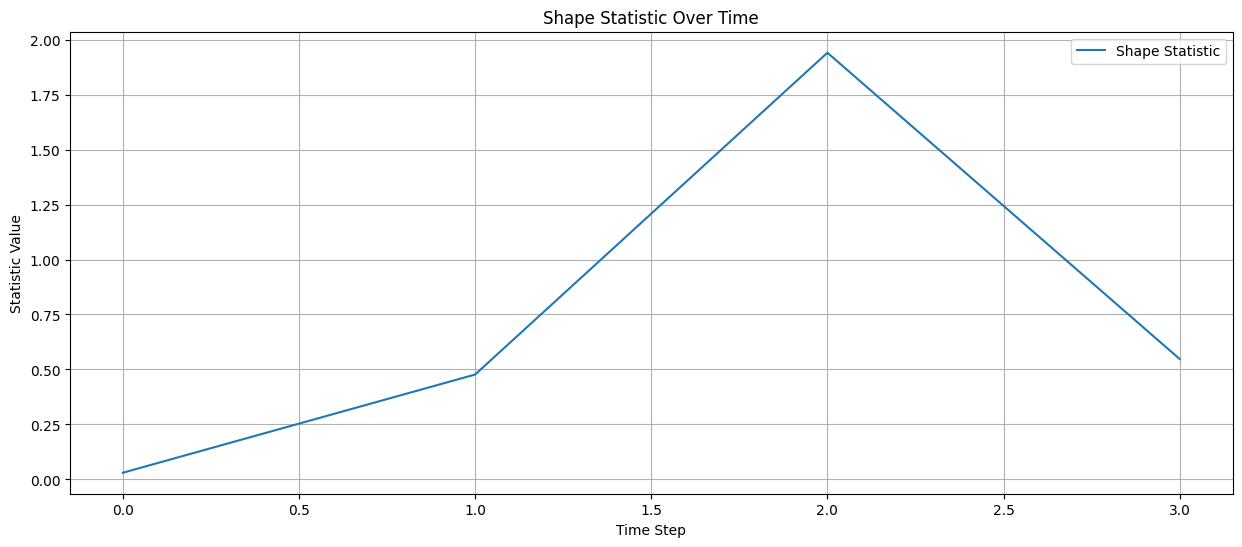 Shape Statistic Over Time
Shape Statistic
Statistic Value
2.00
1.75
1.50
1.25
1.00
0.75
0.50
0.25
0.00
0.0 0.5 1.0 1.5 2.0 2.5 3.0
Time Step